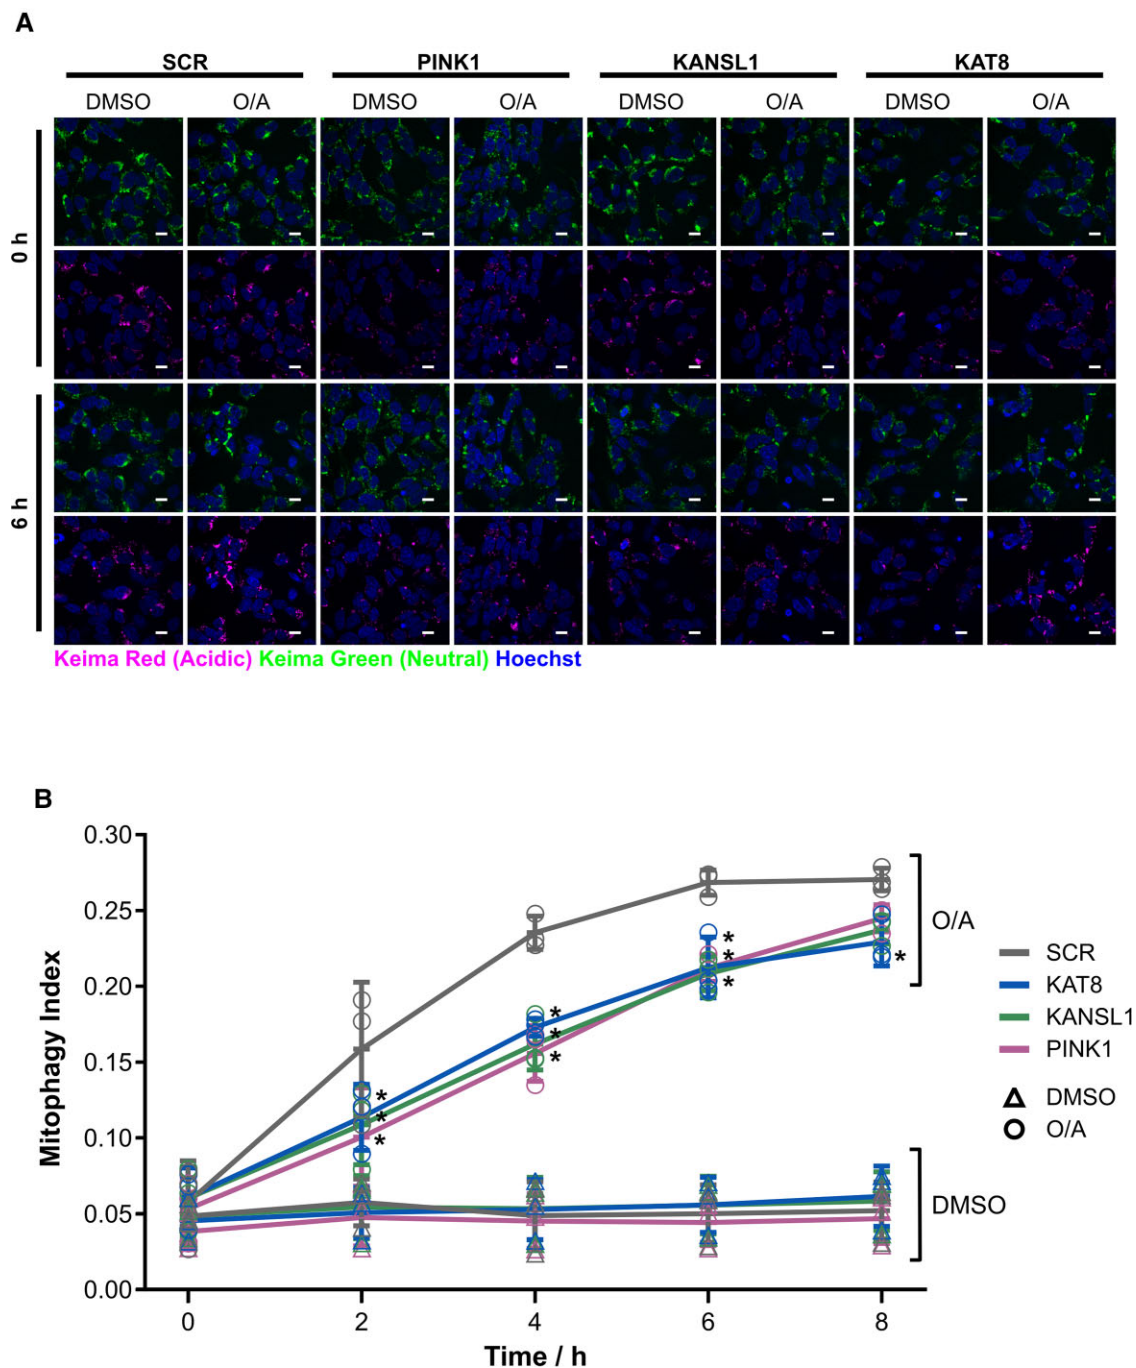 A
SCR PINK1 KANSL1 KAT8
DMSO O/A DMSO O/A DMSO O/A DMSO O/A
0 h
6 h
Keima Red (Acidic) Keima Green (Neutral) Hoechst
B
Mitophagy Index
0.30
0.25
0.20
0.15
0.10
0.05
0.00
0 2 4 6 8
Time / h
* * *
* * *
* * *
*
O/A
DMSO
SCR
KAT8
KANSL1
PINK1
DMSO
O/A